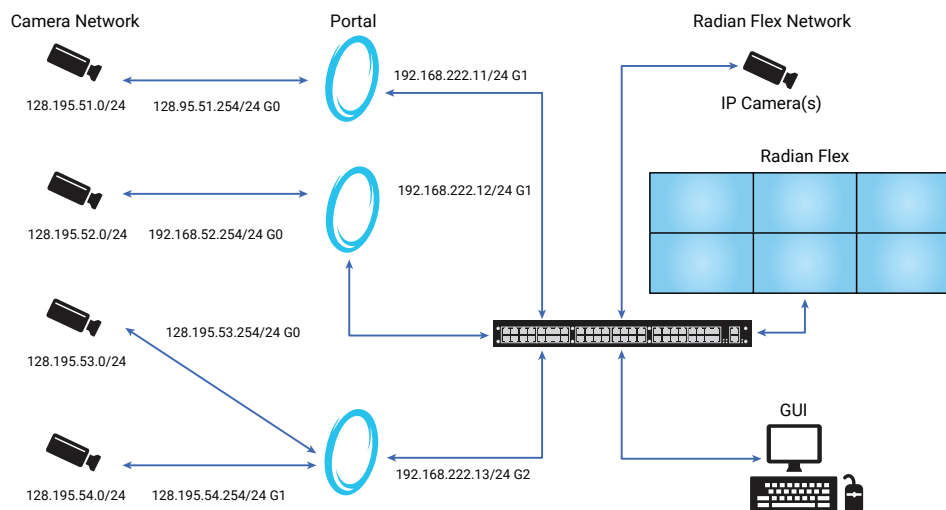 Camera Network
Portal
Radian Flex Network
192.168.222.11/24 G1
128.195.51.0/24
128.95.51.254/24 G0
IP Camera(s)
Radian Flex
192.168.222.12/24 G1
128.195.52.0/24
192.168.52.254/24 G0
128.195.53.254/24 G0
128.195.53.0/24
GUI
192.168.222.13/24 G2
128.195.54.0/24
128.195.54.254/24 G1